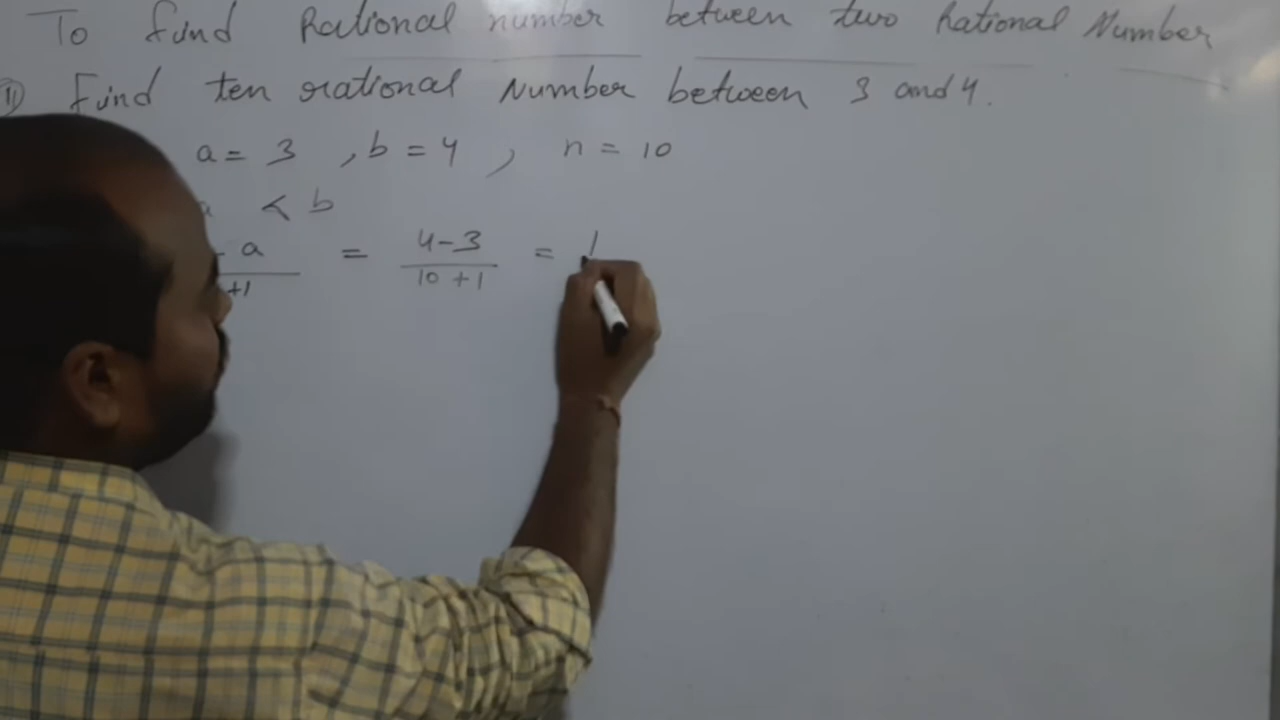 To find Rational number between two Rational Number
Find ten rational Number between 3 and 4.
a = 3 , b = 4 , n = 10
a < b
- a / +1 = 4-3 / 10+1 = 1